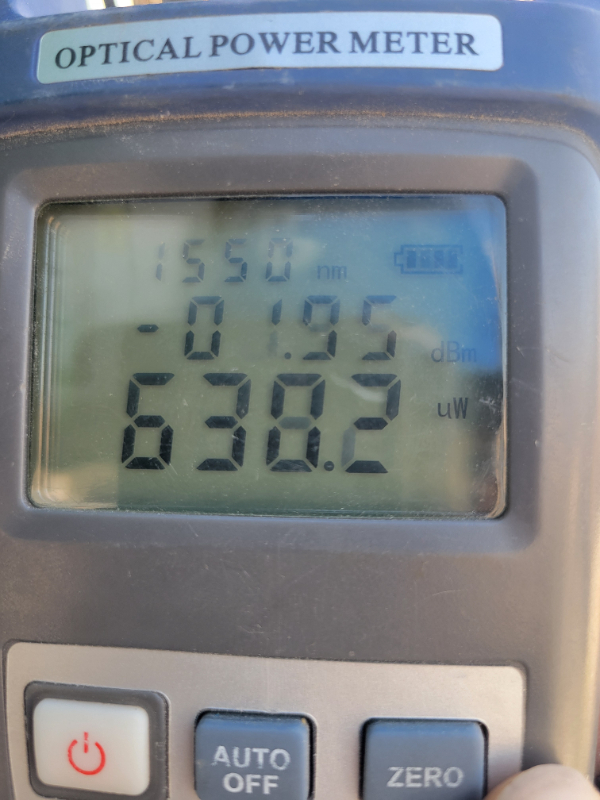 OPTICAL POWER METER
1550 nm
-01.95 dBm
638.2 uW
AUTO OFF
ZERO